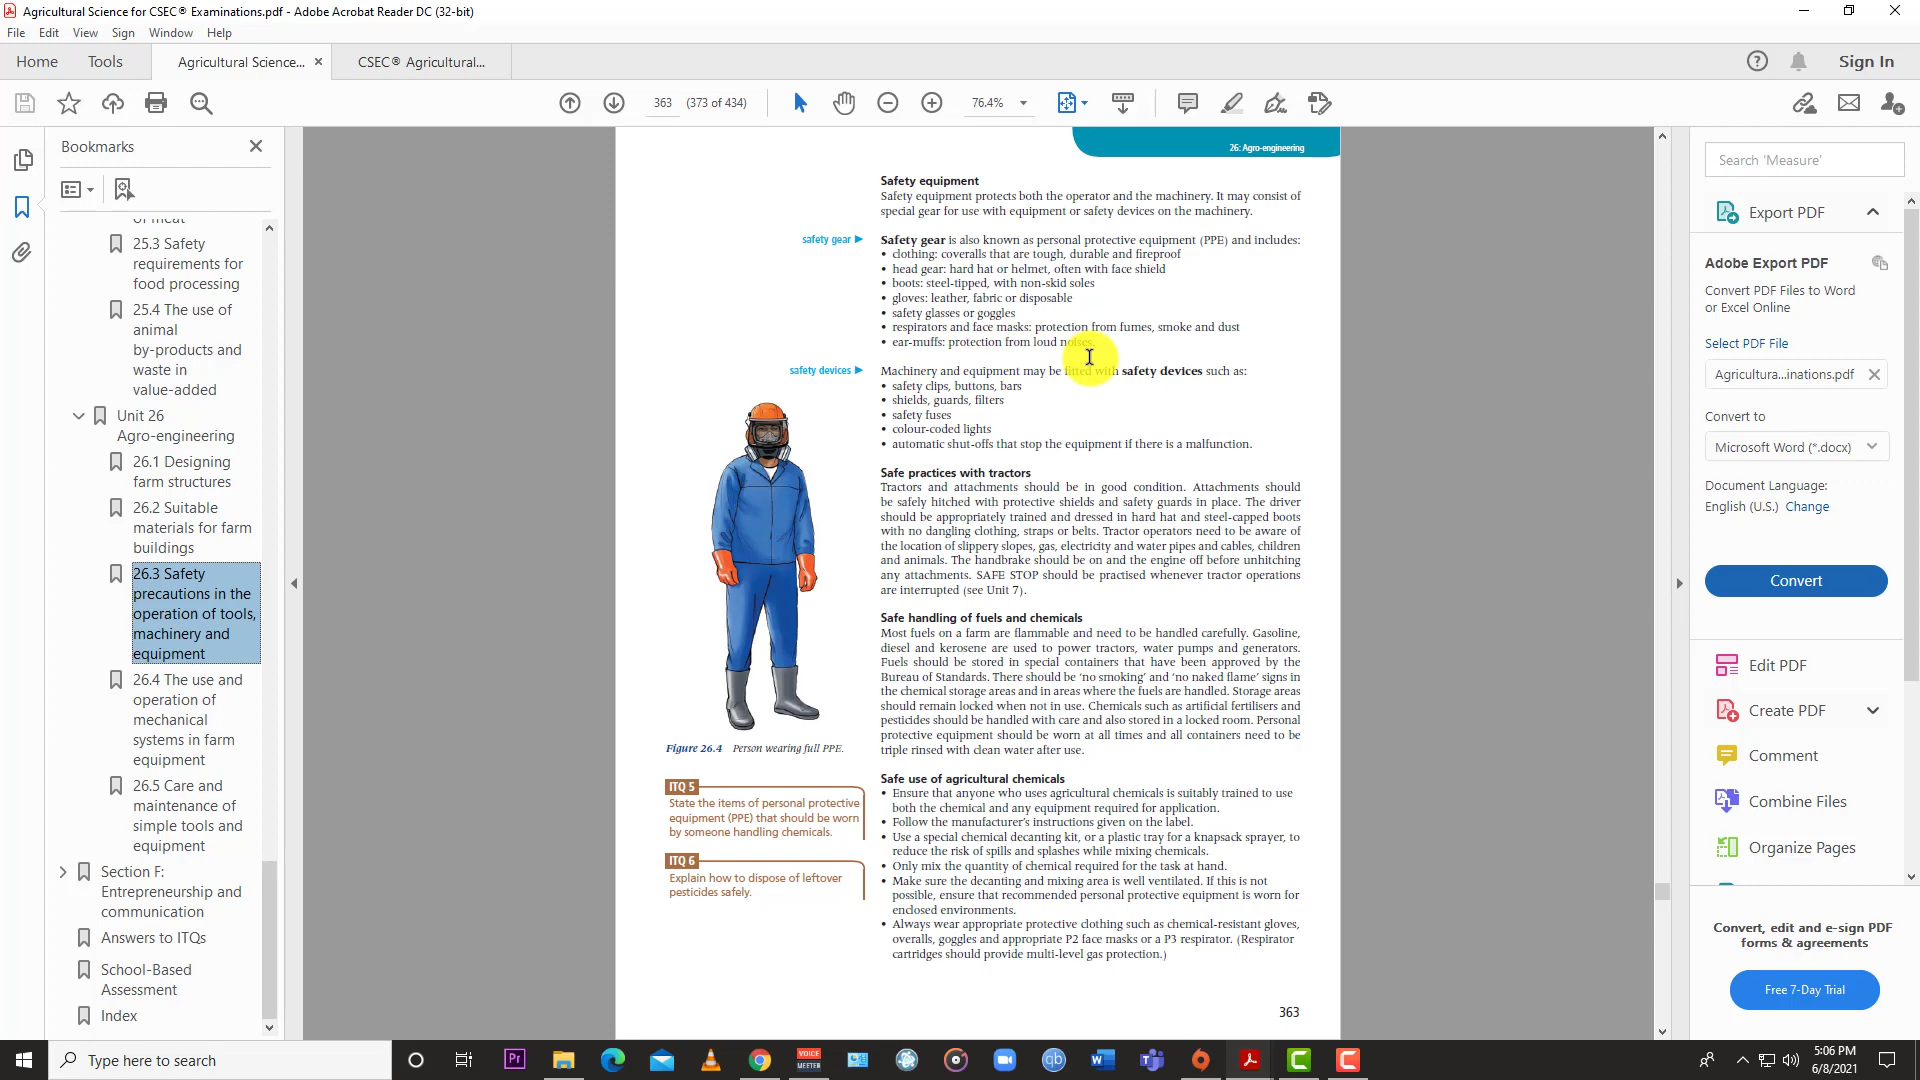 Agricultural Science for CSEC® Examinations.pdf - Adobe Acrobat Reader DC (32-bit)
File Edit View Sign Window Help
Home Tools Agricultural Science... × CSEC® Agricultural... Sign In
363 (373 of 434) 76.4%
Bookmarks
of meat
25.3 Safety
requirements for
food processing
25.4 The use of
animal
by-products and
waste in
value-added
Unit 26
Agro-engineering
26.1 Designing
farm structures
26.2 Suitable
materials for farm
buildings
26.3 Safety
precautions in the
operation of tools,
machinery and
equipment
26.4 The use and
operation of
mechanical
systems in farm
equipment
26.5 Care and
maintenance of
simple tools and
equipment
Section F:
Entrepreneurship and
communication
Answers to ITQs
School-Based
Assessment
Index
26: Agro-engineering
Safety equipment
Safety equipment protects both the operator and the machinery. It may consist of
special gear for use with equipment or safety devices on the machinery.
safety gear ▶
Safety gear is also known as personal protective equipment (PPE) and includes:
• clothing: coveralls that are tough, durable and fireproof
• head gear: hard hat or helmet, often with face shield
• boots: steel-tipped, with non-skid soles
• gloves: leather, fabric or disposable
• safety glasses or goggles
• respirators and face masks: protection from fumes, smoke and dust
• ear-muffs: protection from loud noises.
safety devices ▶
Machinery and equipment may be fitted with safety devices such as:
• safety clips, buttons, bars
• shields, guards, filters
• safety fuses
• colour-coded lights
• automatic shut-offs that stop the equipment if there is a malfunction.
Safe practices with tractors
Tractors and attachments should be in good condition. Attachments should
be safely hitched with protective shields and safety guards in place. The driver
should be appropriately trained and dressed in hard hat and steel-capped boots
with no dangling clothing, straps or belts. Tractor operators need to be aware of
the location of slippery slopes, gas, electricity and water pipes and cables, children
and animals. The handbrake should be on and the engine off before unhitching
any attachments. SAFE STOP should be practised whenever tractor operations
are interrupted (see Unit 7).
Safe handling of fuels and chemicals
Most fuels on a farm are flammable and need to be handled carefully. Gasoline,
diesel and kerosene are used to power tractors, water pumps and generators.
Fuels should be stored in special containers that have been approved by the
Bureau of Standards. There should be ‘no smoking’ and ‘no naked flame’ signs in
the chemical storage areas and in areas where the fuels are handled. Storage areas
should remain locked when not in use. Chemicals such as artificial fertilisers and
pesticides should be handled with care and also stored in a locked room. Personal
protective equipment should be worn at all times and all containers need to be
triple rinsed with clean water after use.
Figure 26.4 Person wearing full PPE.
ITQ 5
State the items of personal protective
equipment (PPE) that should be worn
by someone handling chemicals.
ITQ 6
Explain how to dispose of leftover
pesticides safely.
Safe use of agricultural chemicals
• Ensure that anyone who uses agricultural chemicals is suitably trained to use
both the chemical and any equipment required for application.
• Follow the manufacturer’s instructions given on the label.
• Use a special chemical decanting kit, or a plastic tray for a knapsack sprayer, to
reduce the risk of spills and splashes while mixing chemicals.
• Only mix the quantity of chemical required for the task at hand.
• Make sure the decanting and mixing area is well ventilated. If this is not
possible, ensure that recommended personal protective equipment is worn for
enclosed environments.
• Always wear appropriate protective clothing such as chemical-resistant gloves,
overalls, goggles and appropriate P2 face masks or a P3 respirator. (Respirator
cartridges should provide multi-level gas protection.)
363
Search 'Measure'
Export PDF
Adobe Export PDF
Convert PDF Files to Word
or Excel Online
Select PDF File
Agricultura...inations.pdf
Convert to
Microsoft Word (*.docx)
Document Language:
English (U.S.) Change
Convert
Edit PDF
Create PDF
Comment
Combine Files
Organize Pages
Convert, edit and e-sign PDF
forms & agreements
Free 7-Day Trial
Type here to search
Pr
VOICE
MEETER
qb
W
5:06 PM
6/8/2021